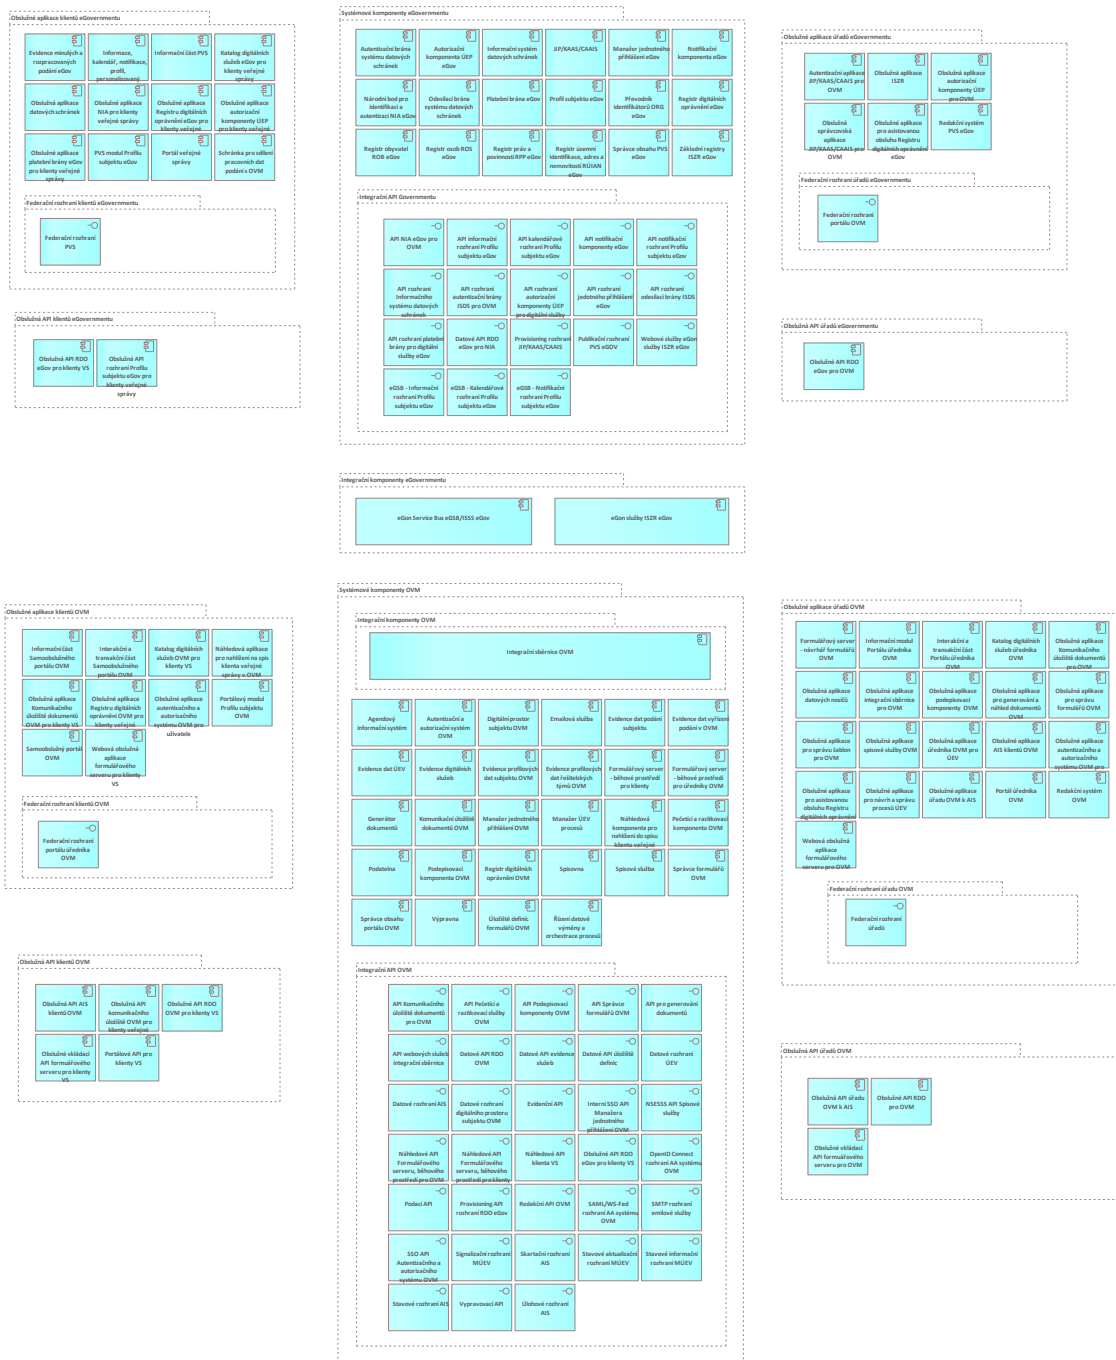 Obslužné aplikace klientů eGovernmentu
Evidence minulých a
rozpracovaných
podání eGov
Informace,
kalendář, notifikace,
profil,
personalisovaný
Informační část PVS
Katalog digitálních
služeb eGov pro
klienty veřejné
správy
Obslužná aplikace
datových schránek
Obslužné aplikace
NIA pro klienty
veřejné správy
Obslužné aplikace
Registru digitálních
oprávnění eGov pro
klienty veřejné
Obslužné aplikace
autorizační
komponenty ÚEP
pro klienty veřejné
Obslužné aplikace
platební brány eGov
pro klienty veřejné
správy
PVS modul Profilu
subjektu eGov
Portál veřejné
správy
Schránka pro sdílení
pracovních dat
podání s OVM
Federační rozhraní klientů eGovernmentu
Federační rozhraní
PVS
Obslužná API klientů eGovernmentu
Obslužná API RDO
eGov pro klienty VS
Obslužná API
rozhraní Profilu
subjektu eGov pro
klienty veřejné
správy
Systémové komponenty eGovernmentu
Autentizační brána
systému datových
schránek
Autorizační
komponenta ÚEP
eGov
Informační systém
datových schránek
JIP/KAAS/CAAIS
Manažer jednotného
přihlášení eGov
Notifikační
komponenta eGov
Národní bod pro
identifikaci a
autentizaci NIA eGov
Odesílací brána
systému datových
schránek
Platební brána eGov
Profil subjektu eGov
Převodník
identifikátorů ORG
eGov
Registr digitálních
oprávnění eGov
Registr obyvatel
ROB eGov
Registr osob ROS
eGov
Registr práv a
povinností RPP eGov
Registr územní
identifikace, adres a
nemovitostí RÚIAN
eGov
Správce obsahu PVS
eGov
Základní registry
ISZR eGov
Integrační API Governmentu
API NIA eGov pro
OVM
API informační
rozhraní Profilu
subjektu eGov
API kalendářové
rozhraní Profilu
subjektu eGov
API notifikační
komponenty eGov
API notifikační
rozhraní Profilu
subjektu eGov
API rozhraní
Informačního
systému datových
schránek
API rozhraní
autentizační brány
ISDS pro OVM
API rozhraní
autorizační
komponenty ÚEP
pro digitální služby
API rozhraní
jedotného přihlášení
eGov
API rozhraní
odesílací brány ISDS
API rozhraní platební
brány pro digitální
služby eGov
Datové API RDO
eGov pro NIA
Provisioning rozhraní
JIP/KAAS/CAAIS
Publikační rozhraní
PVS eGOV
Webové služby eGon
služby ISZR eGov
eGSB - Informační
rozhraní Profilu
subjektu eGov
eGSB - Kalendářové
rozhraní Profilu
subjektu eGov
eGSB - Notifikační
rozhraní Profilu
subjektu eGov
Obslužné aplikace úřadů eGovernmentu
Autentizační aplikace
JIP/KAAS/CAAIS pro
OVM
Obslužná aplikace
ISZR
Obslužná aplikace
autorizační
komponenty ÚEP
pro OVM
Obslužná
správcovská
aplikace
JIP/KAAS/CAAIS pro
OVM
Obslužné aplikace
pro asistovanou
obsluhu Registru
digitálních oprávnění
eGov
Redakční systém
PVS eGov
Federační rozhraní úřadů eGovernmentu
Federační rozhraní
portálu OVM
Obslužná API úřadů eGovernmentu
Obslužné API RDO
eGov pro OVM
Integrační komponenty eGovernmentu
eGon Service Bus eGSB/ISSS eGov
eGon služby ISZR eGov
Obslužné aplikace klientů OVM
Informační část
Samoobslužného
portálu OVM
Interakční a
transakční část
Samoobslužného
portálu OVM
Katalog digitálních
služeb OVM pro
klienty VS
Náhledová aplikace
pro nahlížení na spis
klienta veřejné
správy v OVM
Obslužná aplikace
Komunikačního
úložiště dokumentů
OVM pro klienty VS
Obslužné aplikace
Registru digitálních
oprávnění OVM pro
klienty veřejné
Obslužné aplikace
autentizačního a
autorizačního
systému OVM pro
uživatele
Portálový modul
Profilu subjektu
OVM
Samoobslužný portál
OVM
Webová obslužná
aplikace
formulářového
serveru pro klienty
VS
Federační rozhraní klientů OVM
Federační rozhraní
portálu úředníka
OVM
Obslužná API klientů OVM
Obslužná API AIS
klientů OVM
Obslužná API
komunikačního
úložiště OVM pro
klienty veřejné
Obslužné API RDO
OVM pro klienty VS
Obslužné vkládací
API formuářového
serveru pro klienty
VS
Portálové API pro
klienty VS
Systémové komponenty OVM
Integrační komponenty OVM
Integrační sběrnice OVM
Agendový
informační systém
Autentizační a
autorizační systém
OVM
Digitální prostor
subjektu OVM
Emailová služba
Evidence dat podání
subjektu
Evidence dat vyřízení
podání v OVM
Evidence dat ÚEV
Evidence digitálních
služeb
Evidence profilových
dat subjektu OVM
Evidence profilových
dat řešitelských
týmů OVM
Formulářový server
- běhové prostředí
pro klienty
Formulářový server -
běhové prostředí
pro úředníky OVM
Generátor
dokumentů
Komunikační úložiště
dokumentů OVM
Manažer jednotného
přihlášení OVM
Manažer ÚEV
procesů
Náhledová
komponenta pro
nahlížení do spisu
klienta veřejné
Pečetící a razítkovací
komponenta OVM
Podatelna
Podepisovací
komponenta OVM
Registr digitálních
oprávnění OVM
Spisovna
Spisová služba
Správce formulářů
OVM
Správce obsahu
portálu OVM
Výpravna
Úložiště definic
formulářů OVM
Řízení datové
výměny a
orchestrace procesů
Integrační API OVM
API Komunikačního
úložiště dokumentů
pro OVM
API Pečetící a
razítkovací služby
OVM
API Podepisovací
komponenty OVM
API Správce
formulářů OVM
API pro generování
dokumentů
API webových služeb
integrační sběrnice
Datové API RDO
OVM
Datové API evidence
služeb
Datové API úložiště
definic
Datové rozhraní
ÚEV
Datové rozhraní AIS
Datové rozhraní
digitálního prostoru
subjektu OVM
Evidenční API
Interní SSO API
Manažera
jednotného
přihlášení OVM
NSESSS API Spisové
služby
Náhledové API
Formulářového
serveru, běhového
prostředí pro OVM
Náhledové API
Formulářového
serveru, běhového
prostředí pro klienty
Náhledové API
klienta VS
Obslužné API RDO
eGov pro klienty VS
OpenID Connect
rozhraní AA systému
OVM
Podací API
Provisioning API
rozhraní RDO eGov
Redakční API OVM
SAML/WS-Fed
rozhraní AA systému
OVM
SMTP rozhraní
emilové služby
SSO API
Autentizačního a
autorizačního
systému OVM
Signalizační rozhraní
MÚEV
Skartační rozhraní
AIS
Stavové aktualizační
rozhraní MÚEV
Stavové informační
rozhraní MÚEV
Stavové rozhraní AIS
Vypravovací API
Úlohové rozhraní
AIS
Obslužné aplikace úřadů OVM
Formulářový server
- návrhář formulářů
OVM
Informační modul
Portálu úředníka
OVM
Interakční a
transakční část
Portálu úředníka
OVM
Katalog digitálních
služeb úředníka
OVM
Obslužná aplikace
Komunikačního
úložiště dokumentů
pro OVM
Obslužná aplikace
datových nosičů
Obslužná aplikace
integrační sběrnice
pro OVM
Obslužná aplikace
podepisovací
komponenty OVM
Obslužná aplikace
pro generování a
náhled dokumentů
OVM
Obslužná aplikace
pro správu
formulářů OVM
Obslužná aplikace
pro správu šablon
pro OVM
Obslužná aplikace
spisové služby OVM
Obslužná aplikace
úředníka OVM pro
ÚEV
Obslužné aplikace
AIS klientů OVM
Obslužné aplikace
autentizačního a
autorizačního
systému OVM pro
Obslužné aplikace
pro asistovanou
obsluhu Registru
digitálních oprávnění
Obslužné aplikace
pro návrh a správu
procesů ÚEV
Obslužné aplikace
úřadu OVM k AIS
Portál úředníka
OVM
Redakční systém
OVM
Webová obslužná
aplikace
formulářového
serveru pro OVM
Federační rozhraní úřadu OVM
Federační rozhraní
úřadů
Obslužná API úřadů OVM
Obslužná API úřadu
OVM k AIS
Obslužné API RDO
pro OVM
Obslužné vkládací
API formuářového
serveru pro OVM